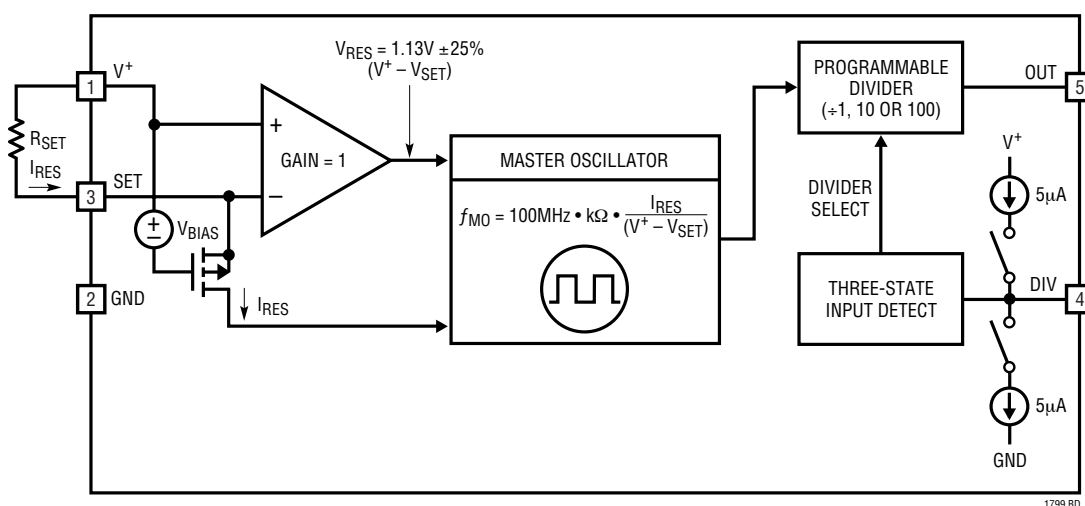 V+
1
RSET
IRES
SET
3
VBIAS
2
GND
IRES
+
−
GAIN = 1
+
–
VRES = 1.13V ±25%
(V+ – VSET)
MASTER OSCILLATOR
ƒMO = 100MHz • kΩ • IRES
(V+ – VSET)
PROGRAMMABLE
DIVIDER
(÷1, 10 OR 100)
OUT
5
DIVIDER
SELECT
THREE-STATE
INPUT DETECT
V+
5µA
DIV
4
5µA
GND
1799 BD